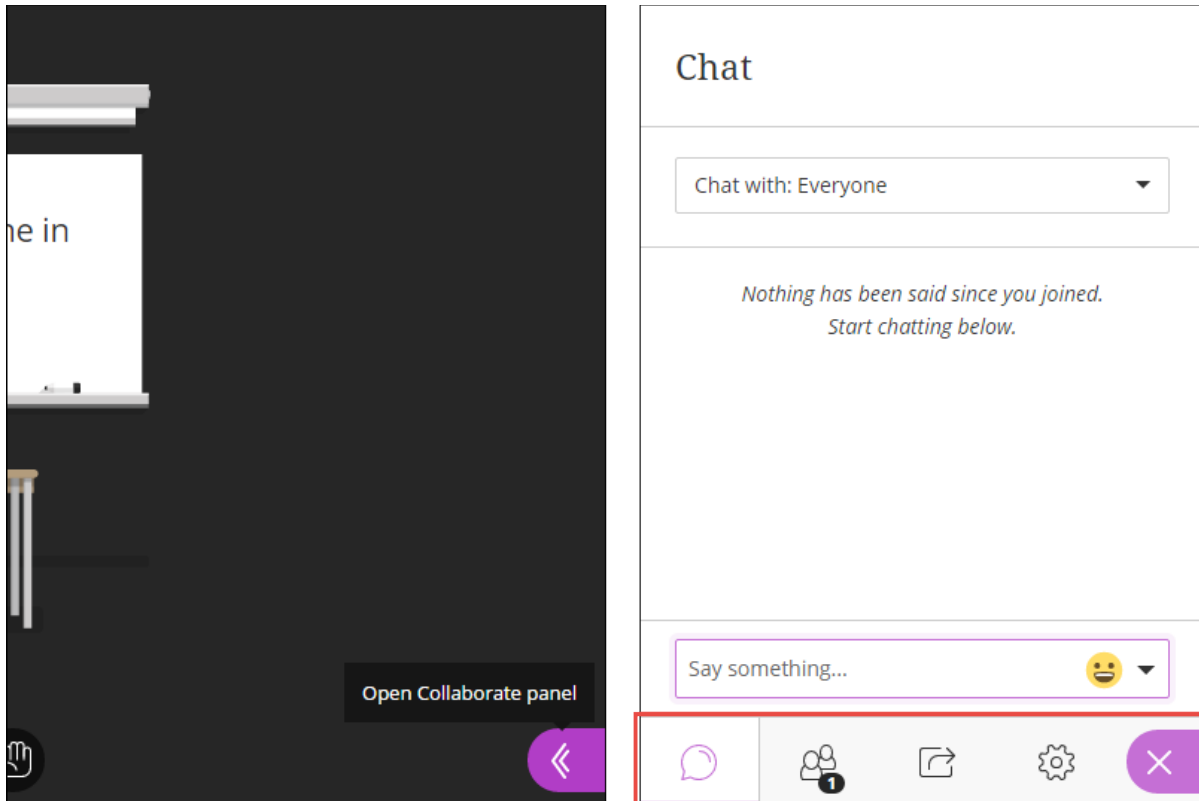 ne in
Open Collaborate panel
Chat
Chat with: Everyone
Nothing has been said since you joined.
Start chatting below.
Say something...
1